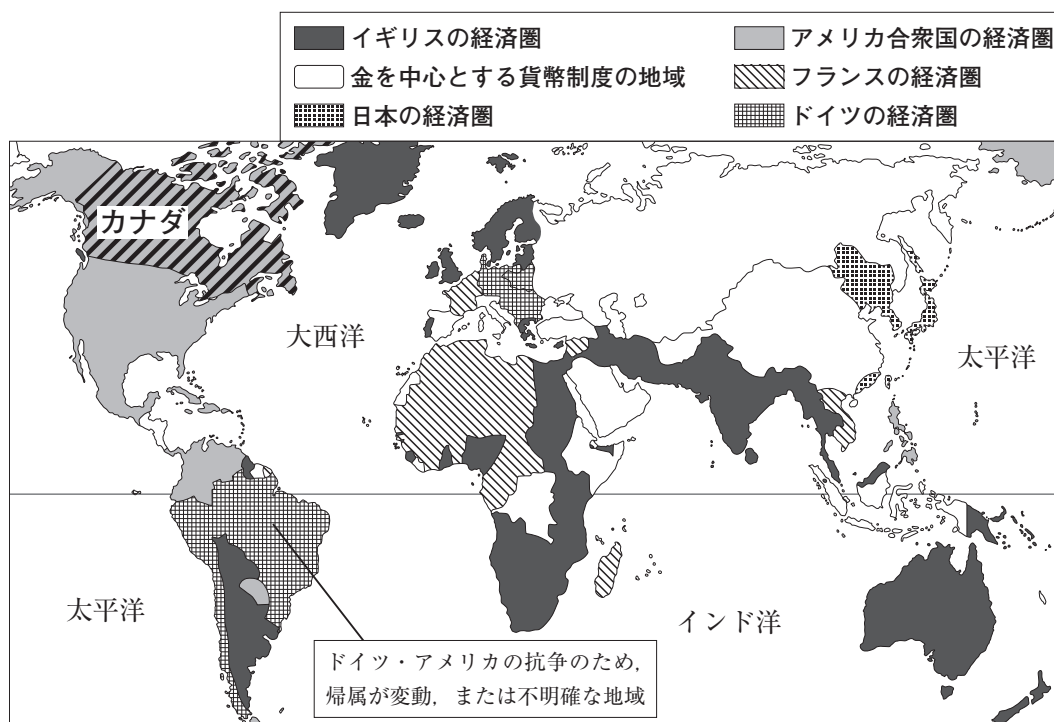 イギリスの経済圏
アメリカ合衆国の経済圏
金を中心とする貨幣制度の地域
フランスの経済圏
日本の経済圏
ドイツの経済圏
カナダ
大西洋
太平洋
太平洋
インド洋
ドイツ・アメリカの抗争のため，
帰属が変動，または不明確な地域